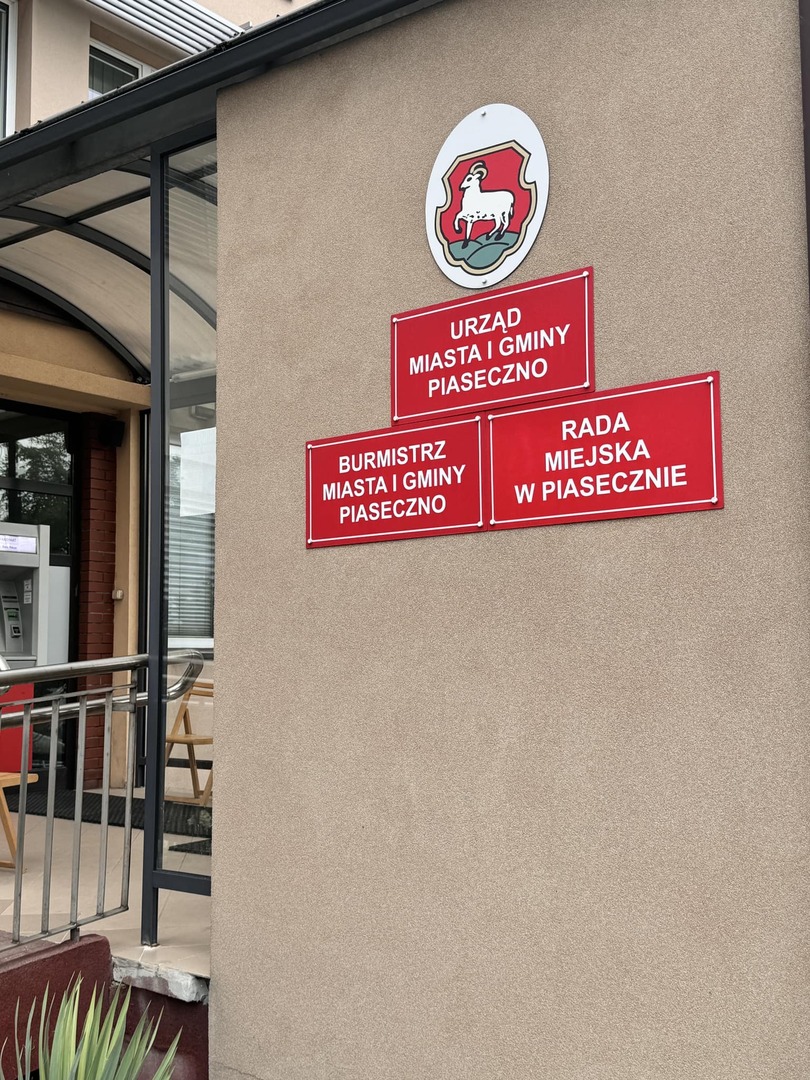 URZĄD
MIASTA I GMINY
PIASECZNO
BURMISTRZ
MIASTA I GMINY
PIASECZNO
RADA
MIEJSKA
W PIASECZNIE